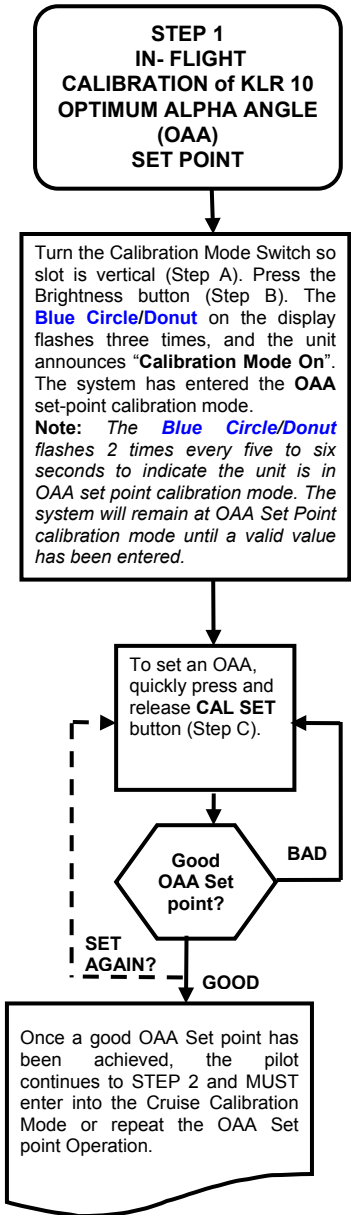 STEP 1
IN- FLIGHT
CALIBRATION of KLR 10
OPTIMUM ALPHA ANGLE
(OAA)
SET POINT
Turn the Calibration Mode Switch so
slot is vertical (Step A). Press the
Brightness button (Step B). The
Blue Circle/Donut on the display
flashes three times, and the unit
announces “Calibration Mode On”.
The system has entered the OAA
set-point calibration mode.
Note: The Blue Circle/Donut
flashes 2 times every five to six
seconds to indicate the unit is in
OAA set point calibration mode. The
system will remain at OAA Set Point
calibration mode until a valid value
has been entered.
To set an OAA,
quickly press and
release CAL SET
button (Step C).
Good
OAA Set
point?
BAD
SET
AGAIN?
GOOD
Once a good OAA Set point has
been achieved, the pilot
continues to STEP 2 and MUST
enter into the Cruise Calibration
Mode or repeat the OAA Set
point Operation.